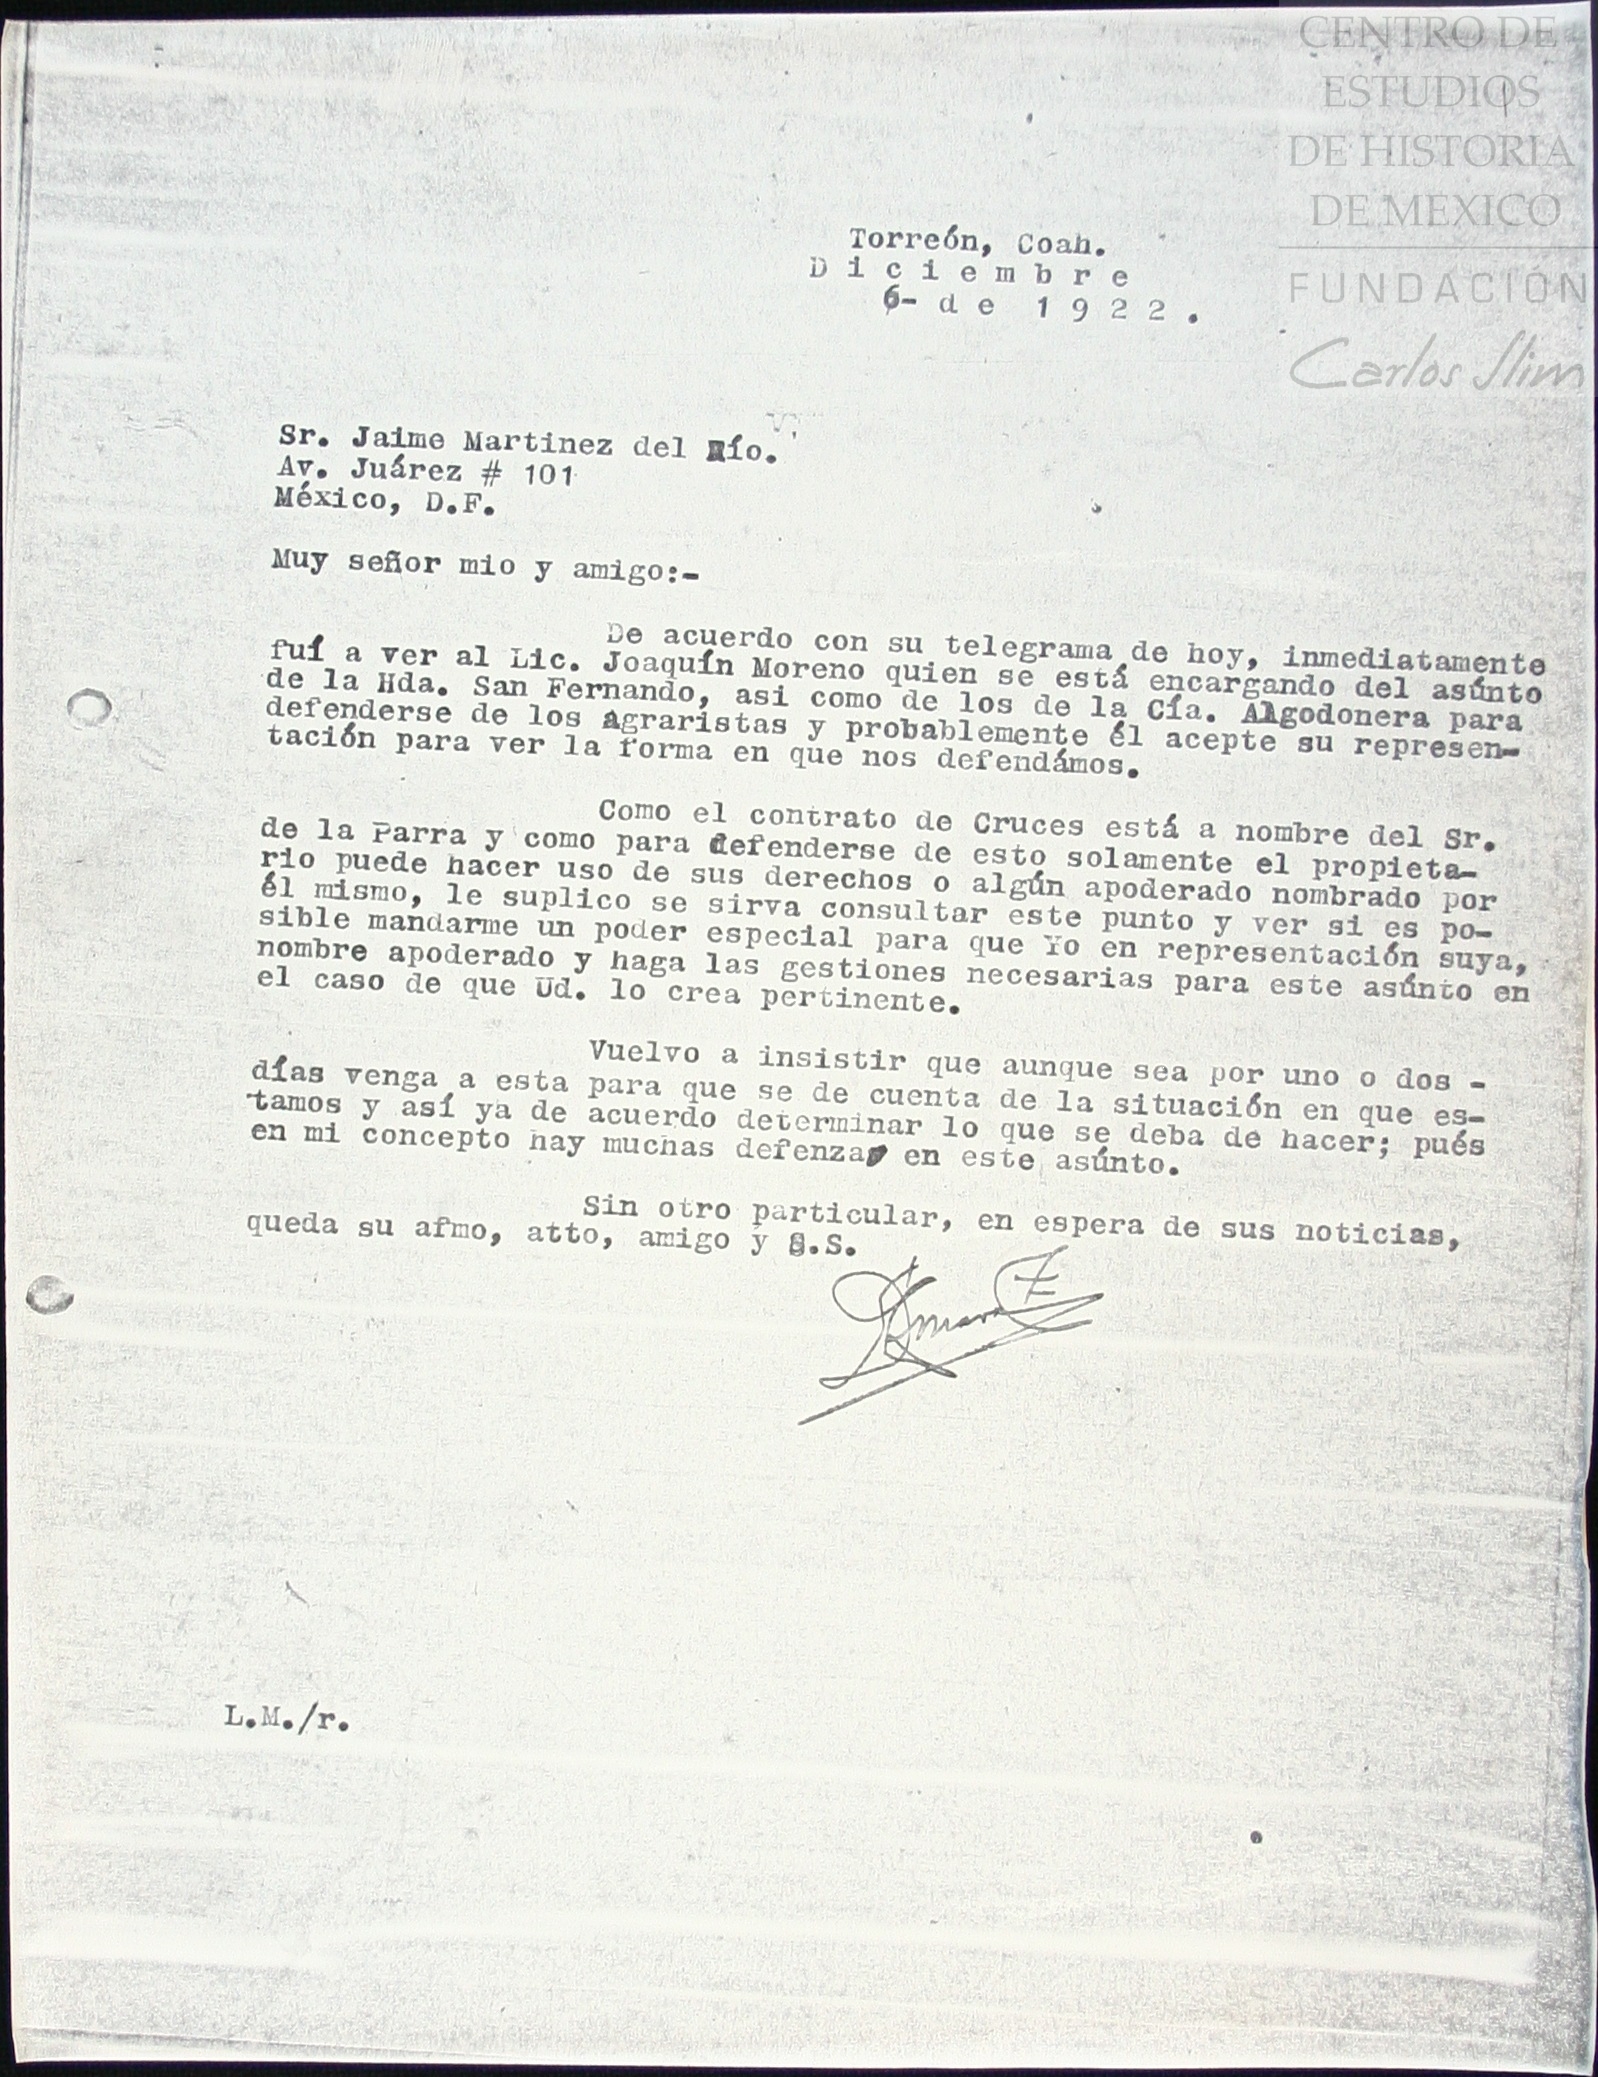 CENTRO DE
ESTUDIOS
DE HISTORIA
DE MEXICO
FUNDACIÓN
Carlos Slim
Torreón, Coah.
Diciembre
6- de 1922.
Sr. Jaime Martinez del Río.
Av. Juárez # 101
México, D.F.
Muy señor mio y amigo:-
De acuerdo con su telegrama de hoy, inmediatamente
fuí a ver al Lic. Joaquín Moreno quien se está encargando del asúnto
de la Hda. San Fernando, asi como de los de la Cía. Algodonera para
defenderse de los agraristas y probablemente él acepte su represen-
tación para ver la forma en que nos defendámos.
Como el contrato de Cruces está a nombre del Sr.
de la Parra y como para defenderse de esto solamente el propieta-
rio puede hacer uso de sus derechos o algún apoderado nombrado por
él mismo, le suplico se sirva consultar este punto y ver si es po-
sible mandarme un poder especial para que Yo en representación suya,
nombre apoderado y haga las gestiones necesarias para este asúnto en
el caso de que Ud. lo crea pertinente.
Vuelvo a insistir que aunque sea por uno o dos -
días venga a esta para que se de cuenta de la situación en que es-
tamos y así ya de acuerdo determinar lo que se deba de hacer; pués
en mi concepto hay muchas defenzas en este asúnto.
Sin otro particular, en espera de sus noticias,
queda su afmo, atto, amigo y S.S.
L.M./r.